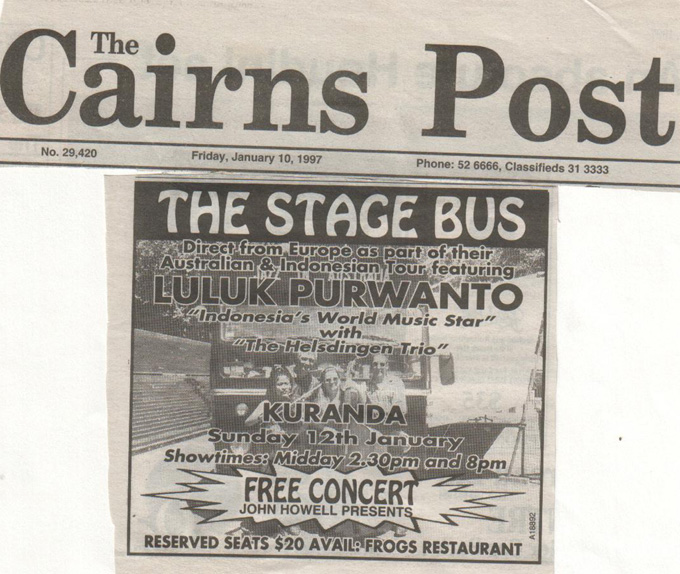 The
Cairns Post
No. 29,420 Friday, January 10, 1997 Phone: 52 6666, Classifieds 31 3333
THE STAGE BUS
Direct from Europe as part of their
Australian & Indonesian Tour featuring
LULUK PURWANTO
"Indonesia's World Music Star"
with
"The Helsdingen Trio"
KURANDA
Sunday 12th January
Showtimes: Midday 2.30pm and 8pm
FREE CONCERT
JOHN HOWELL PRESENTS
RESERVED SEATS $20 AVAIL: FROGS RESTAURANT
A18892